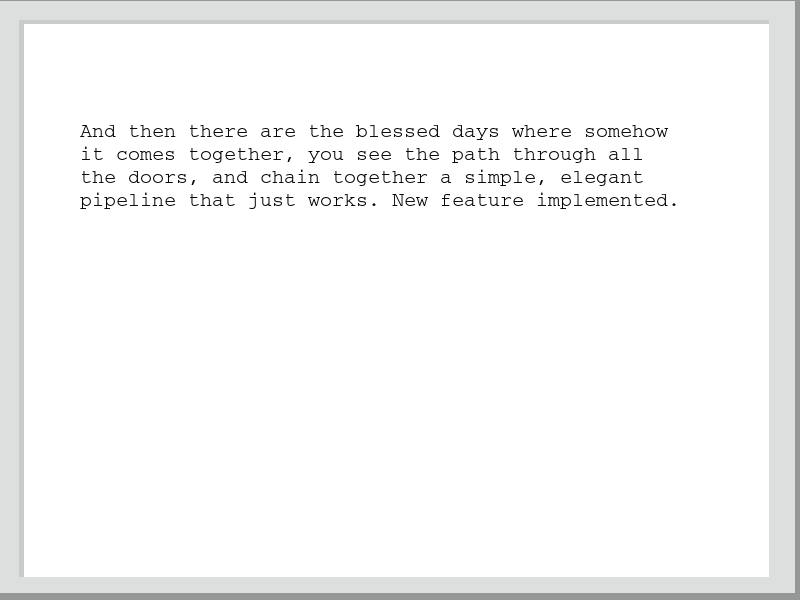 And then there are the blessed days where somehow
it comes together, you see the path through all
the doors, and chain together a simple, elegant
pipeline that just works. New feature implemented.